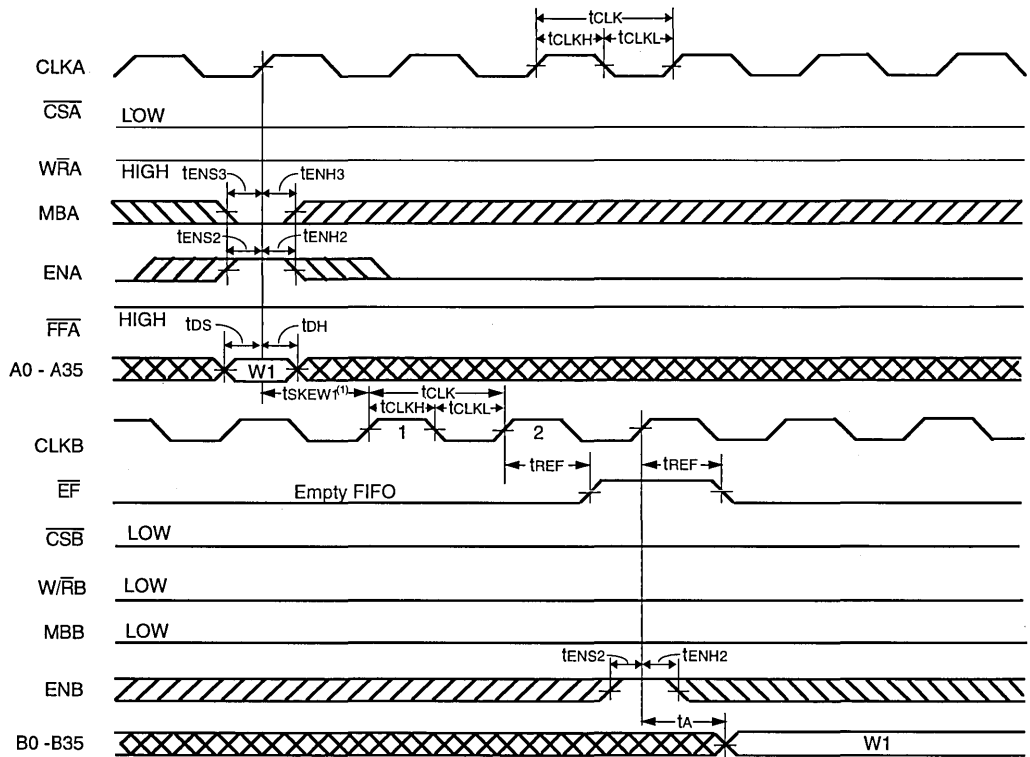 tCLK
tCLKH tCLKL
CLKA
CSA LOW
WRA HIGH
tENS3 tENH3
MBA
tENS2 tENH2
ENA
FFA HIGH
tDS tDH
A0 - A35 W1
tSKEW1(1) tCLK
tCLKH tCLKL
CLKB 1 2
tREF tREF
EF Empty FIFO
CSB LOW
W/RB LOW
MBB LOW
tENS2 tENH2
ENB
tA
B0 -B35 W1